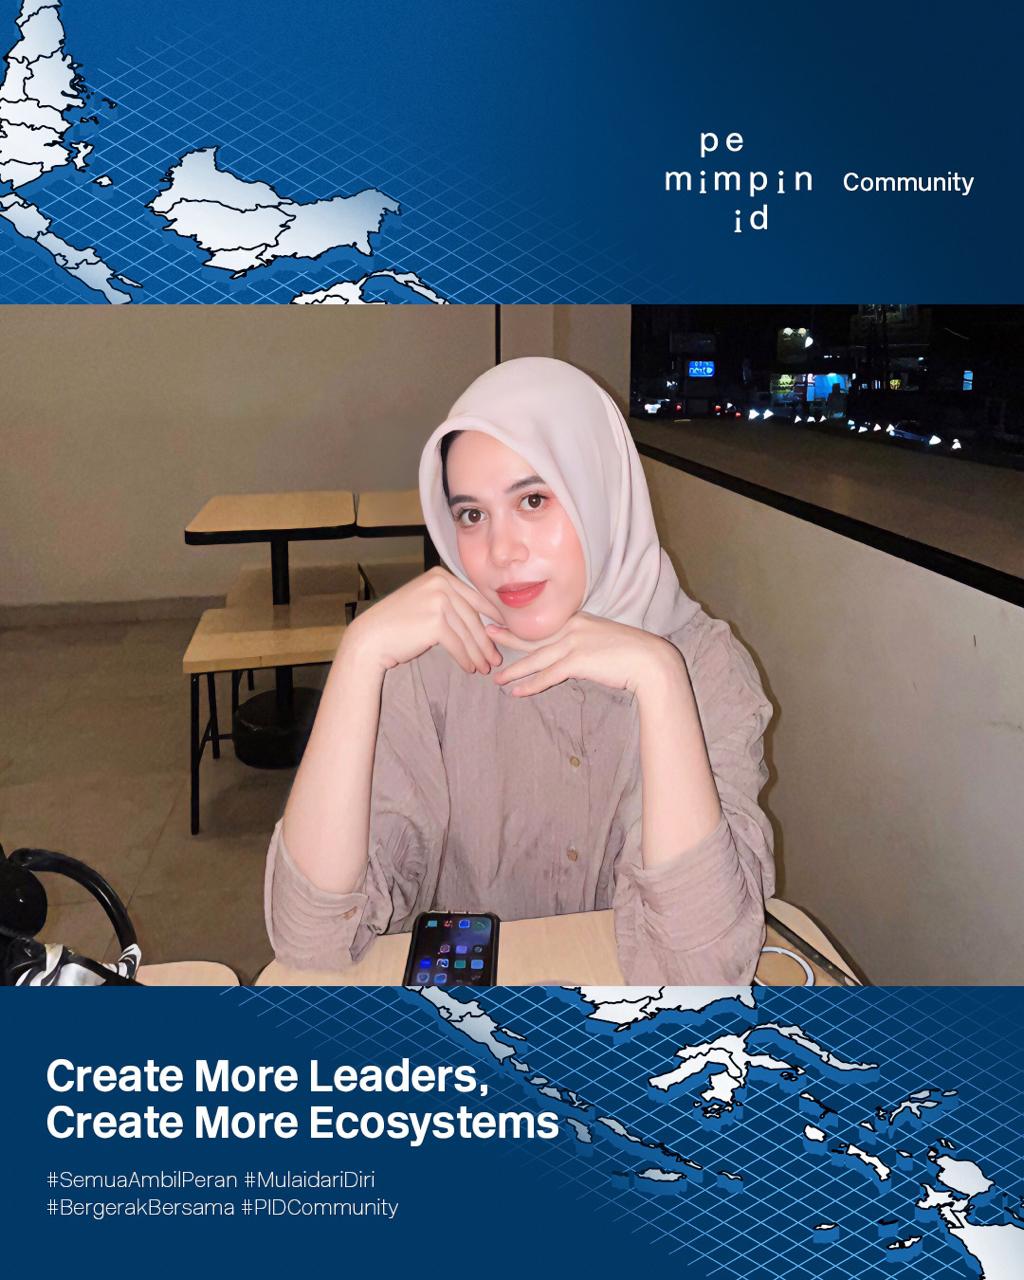 pe
mimpin
id
Community
Create More Leaders,
Create More Ecosystems
#SemuaAmbilPeran #MulaidariDiri
#BergerakBersama #PIDCommunity